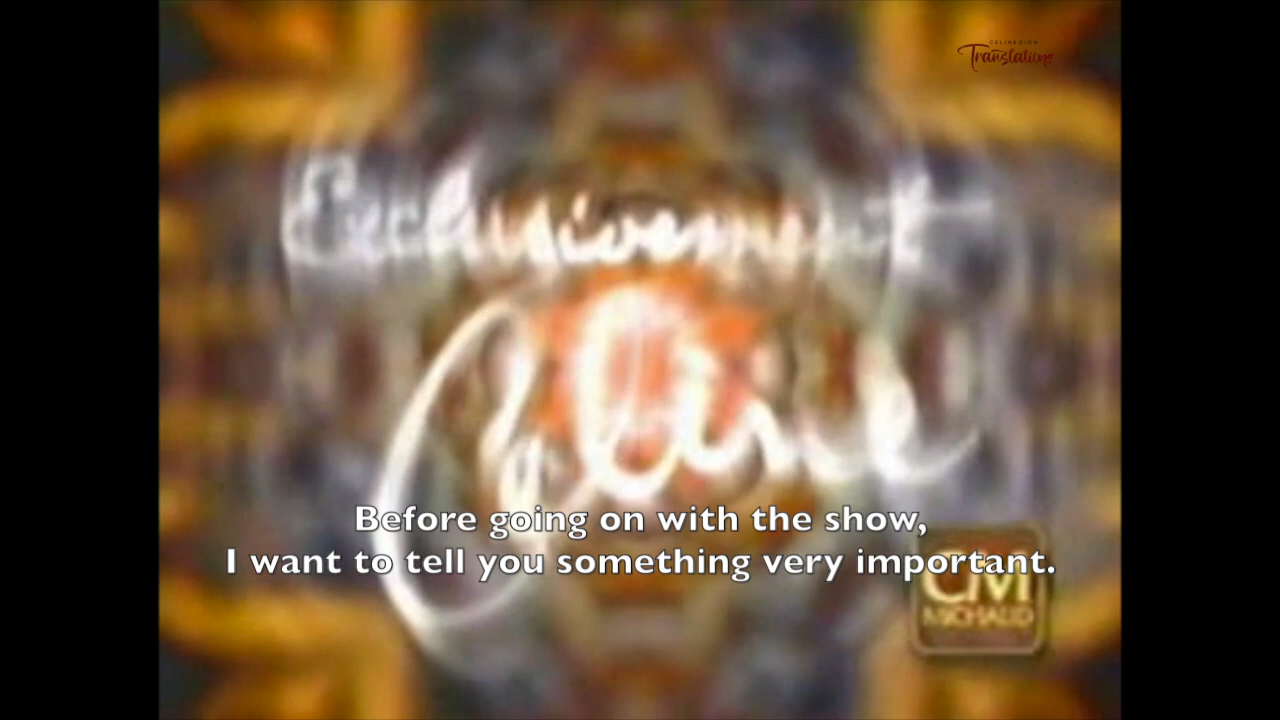 CELINEDION
Translations
Exclusivement
Céline
Before going on with the show,
I want to tell you something very important.
CM
MICHAUD